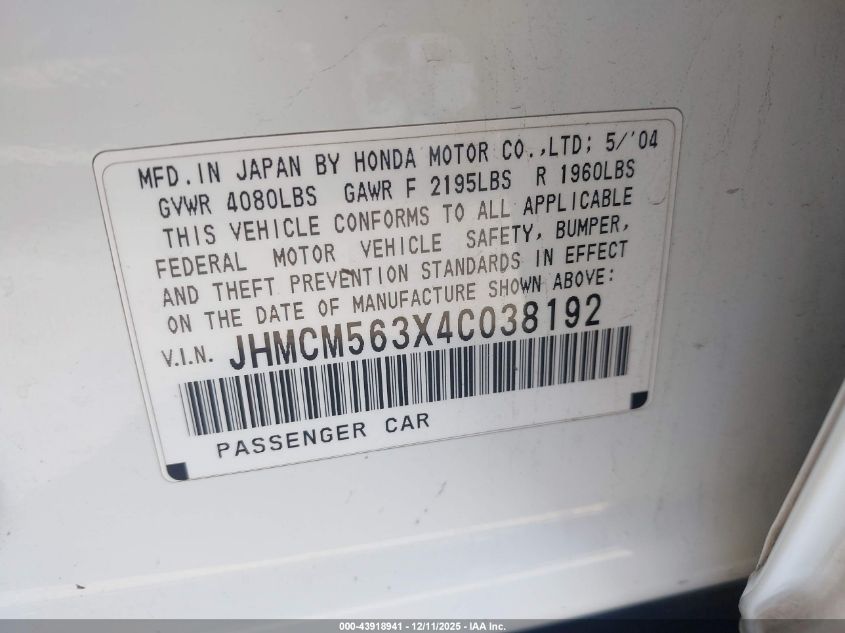 MFD.IN JAPAN BY HONDA MOTOR CO.,LTD; 5/'04
GVWR 4080LBS GAWR F 2195LBS R 1960LBS
THIS VEHICLE CONFORMS TO ALL APPLICABLE
FEDERAL MOTOR VEHICLE SAFETY, BUMPER,
AND THEFT PREVENTION STANDARDS IN EFFECT
ON THE DATE OF MANUFACTURE SHOWN ABOVE:
V.I.N. JHMCM563X4C038192
PASSENGER CAR
000-43918941 - 12/11/2025 - IAA Inc.